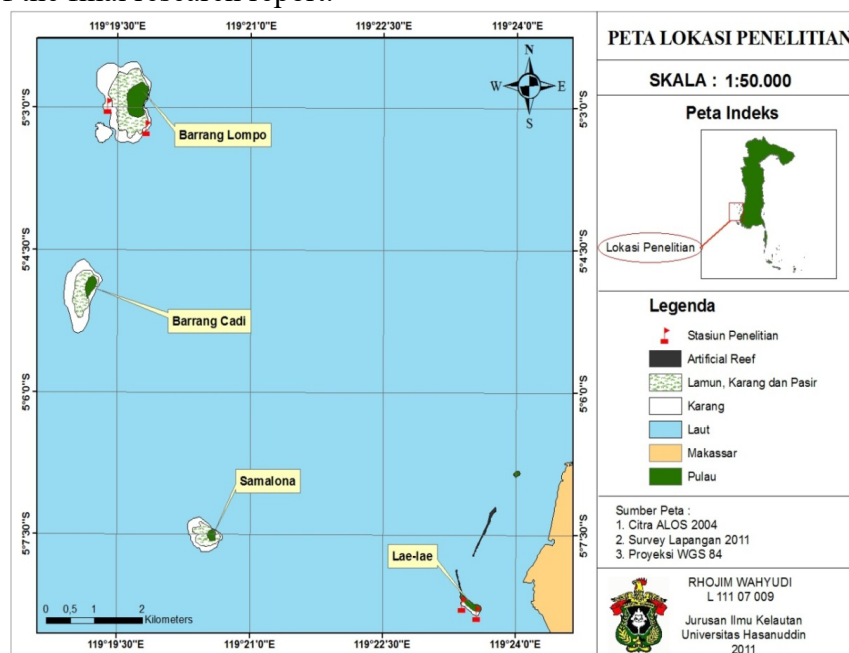 the final research report.
119°19'30"E 119°21'0"E 119°22'30"E 119°24'0"E
5°3'0"S 5°3'0"S
5°4'30"S 5°4'30"S
5°6'0"S 5°6'0"S
5°7'30"S 5°7'30"S
119°19'30"E 119°21'0"E 119°22'30"E 119°24'0"E
N
W E
S
Barrang Lompo
Barrang Cadi
Samalona
Lae-lae
0 0,5 1 2
Kilometers
PETA LOKASI PENELITIAN
SKALA : 1:50.000
Peta Indeks
Lokasi Penelitian
Legenda
Stasiun Penelitian
Artificial Reef
Lamun, Karang dan Pasir
Karang
Laut
Makassar
Pulau
Sumber Peta :
1. Citra ALOS 2004
2. Survey Lapangan 2011
3. Proyeksi WGS 84
RHOJIM WAHYUDI
L 111 07 009
Jurusan Ilmu Kelautan
Universitas Hasanuddin
2011